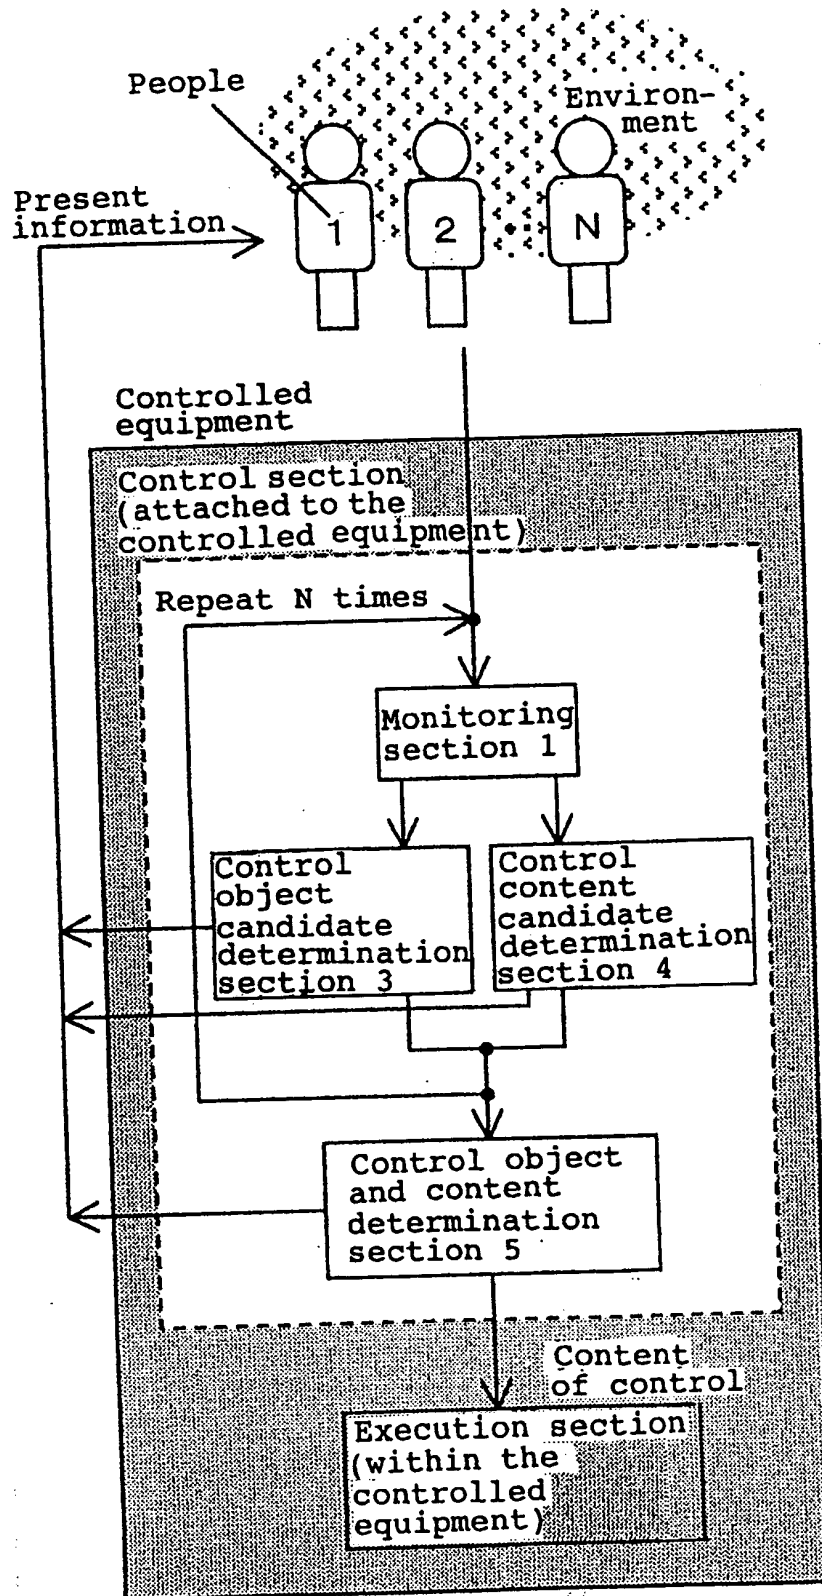 People
Environ-
ment
Present
information
1
2
N
Controlled
equipment
Control section
(attached to the
controlled equipment)
Repeat N times
Monitoring
section 1
Control
object
candidate
determination
section 3
Control
content
candidate
determination
section 4
Control object
and content
determination
section 5
Content
of control
Execution section
(within the
controlled
equipment)